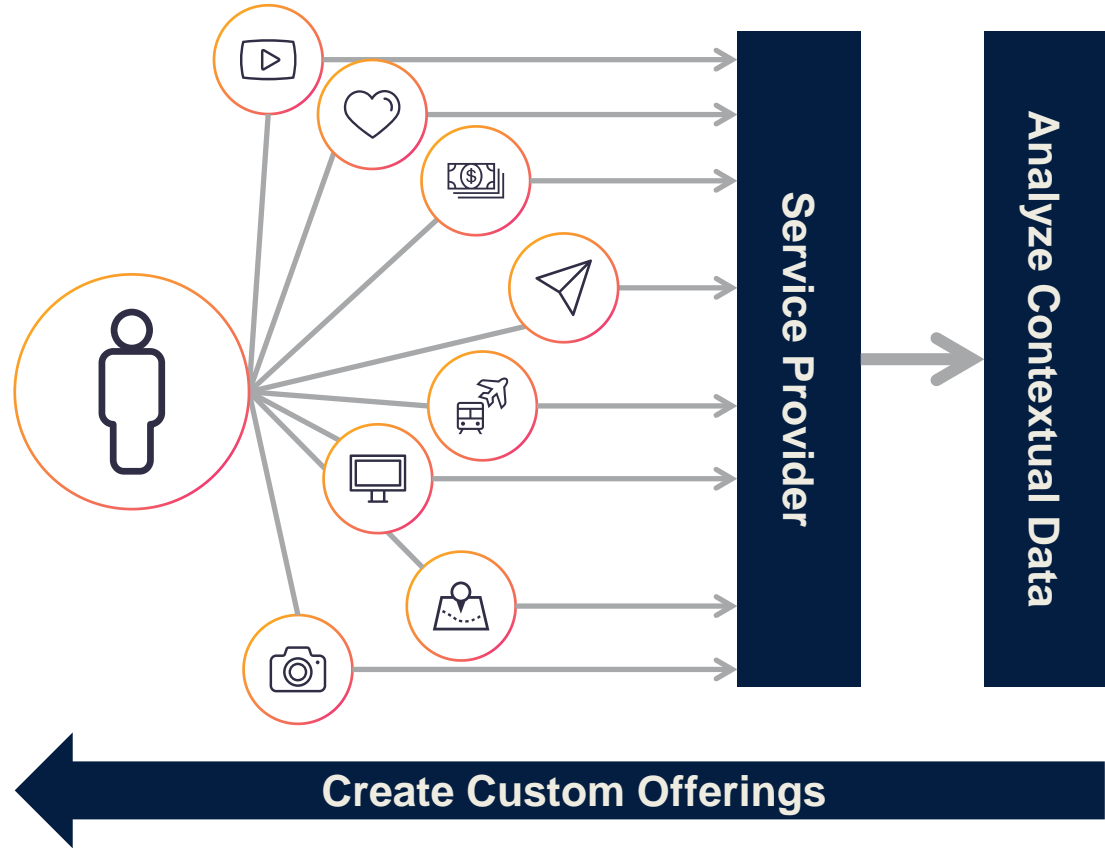 Service Provider
Analyze Contextual Data
Create Custom Offerings
$